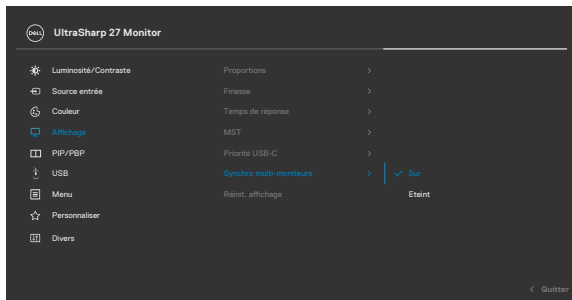 DELL UltraSharp 27 Monitor
Luminosité/Contraste Proportions
Source entrée Finesse
Couleur Temps de réponse
Affichage MST
PIP/PBP Priorité USB-C
USB Synchro multi-moniteurs Sur
Menu Réinit. affichage Eteint
Personnaliser
Divers
Quitter